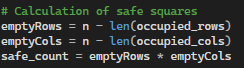 # Calculation of safe squares
emptyRows = n - len(occupied_rows)
emptyCols = n - len(occupied_cols)
safe_count = emptyRows * emptyCols